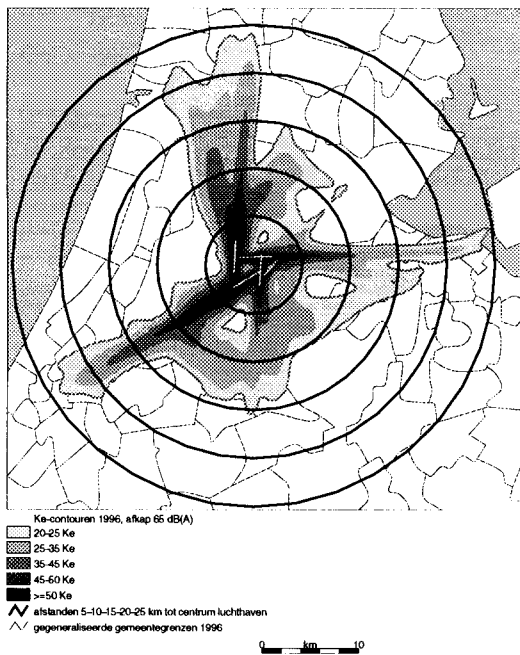 Ke-contouren 1996, afkap 65 dB(A)
20-25 Ke
25-35 Ke
35-45 Ke
45-60 Ke
>=50 Ke
afstanden 5-10-15-20-25 km tot centrum luchthaven
gegeneraliseerde gemeentegrenzen 1996
0 km 10